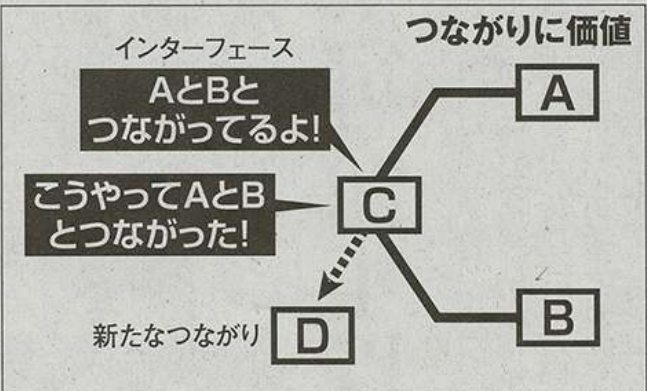 つながりに価値
インターフェース
AとBと
つながってるよ!
A
こうやってAとB
とつながった!
C
新たなつながり
D
B